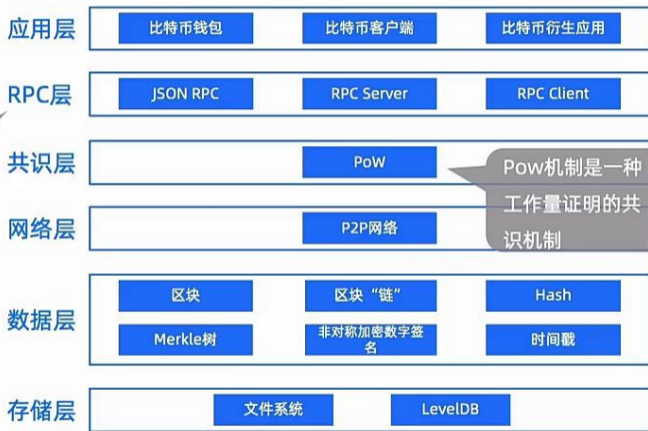 应用层
比特币钱包
比特币客户端
比特币衍生应用
RPC层
JSON RPC
RPC Server
RPC Client
共识层
PoW
Pow机制是一种
工作量证明的共
识机制
网络层
P2P网络
数据层
区块
区块“链”
Hash
Merkle树
非对称加密数字签
名
时间戳
存储层
文件系统
LevelDB